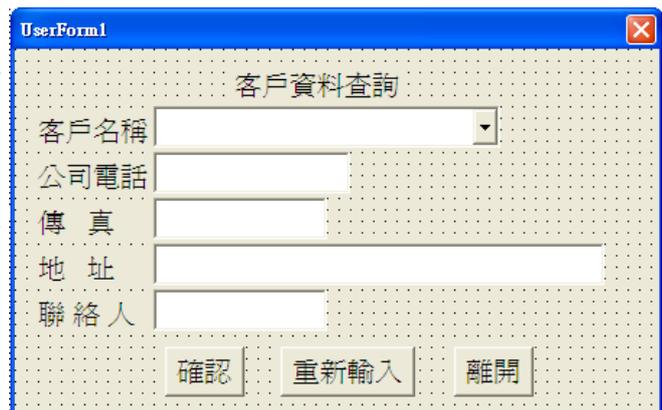 UserForm1
客戶資料查詢
客戶名稱
公司電話
傳 真
地 址
聯絡人
確認 重新輸入 離開